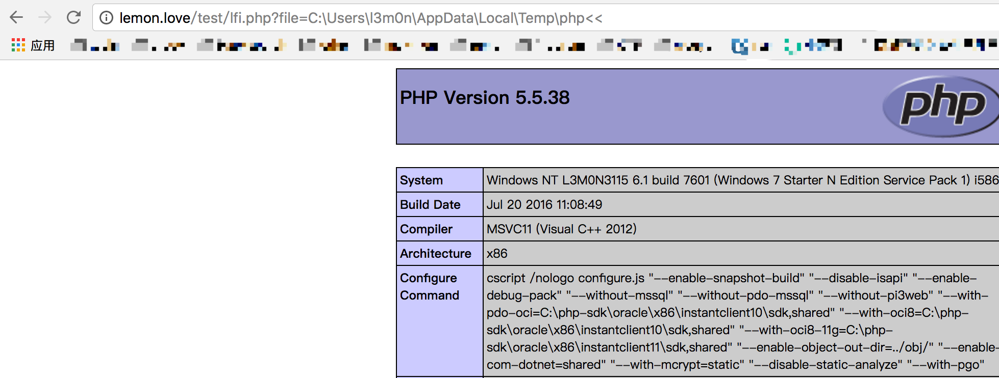 lemon.love/test/lfi.php?file=C:\Users\l3m0n\AppData\Local\Temp\php<<
应用
PHP Version 5.5.38
php
System Windows NT L3M0N3115 6.1 build 7601 (Windows 7 Starter N Edition Service Pack 1) i586
Build Date Jul 20 2016 11:08:49
Compiler MSVC11 (Visual C++ 2012)
Architecture x86
Configure Command cscript /nologo configure.js "--enable-snapshot-build" "--disable-isapi" "--enable-
debug-pack" "--without-mssql" "--without-pdo-mssql" "--without-pi3web" "--with-
pdo-oci=C:\php-sdk\oracle\x86\instantclient10\sdk,shared" "--with-oci8=C:\php-
sdk\oracle\x86\instantclient10\sdk,shared" "--with-oci8-11g=C:\php-
sdk\oracle\x86\instantclient11\sdk,shared" "--enable-object-out-dir=../obj/" "--enable-
com-dotnet=shared" "--with-mcrypt=static" "--disable-static-analyze" "--with-pgo"